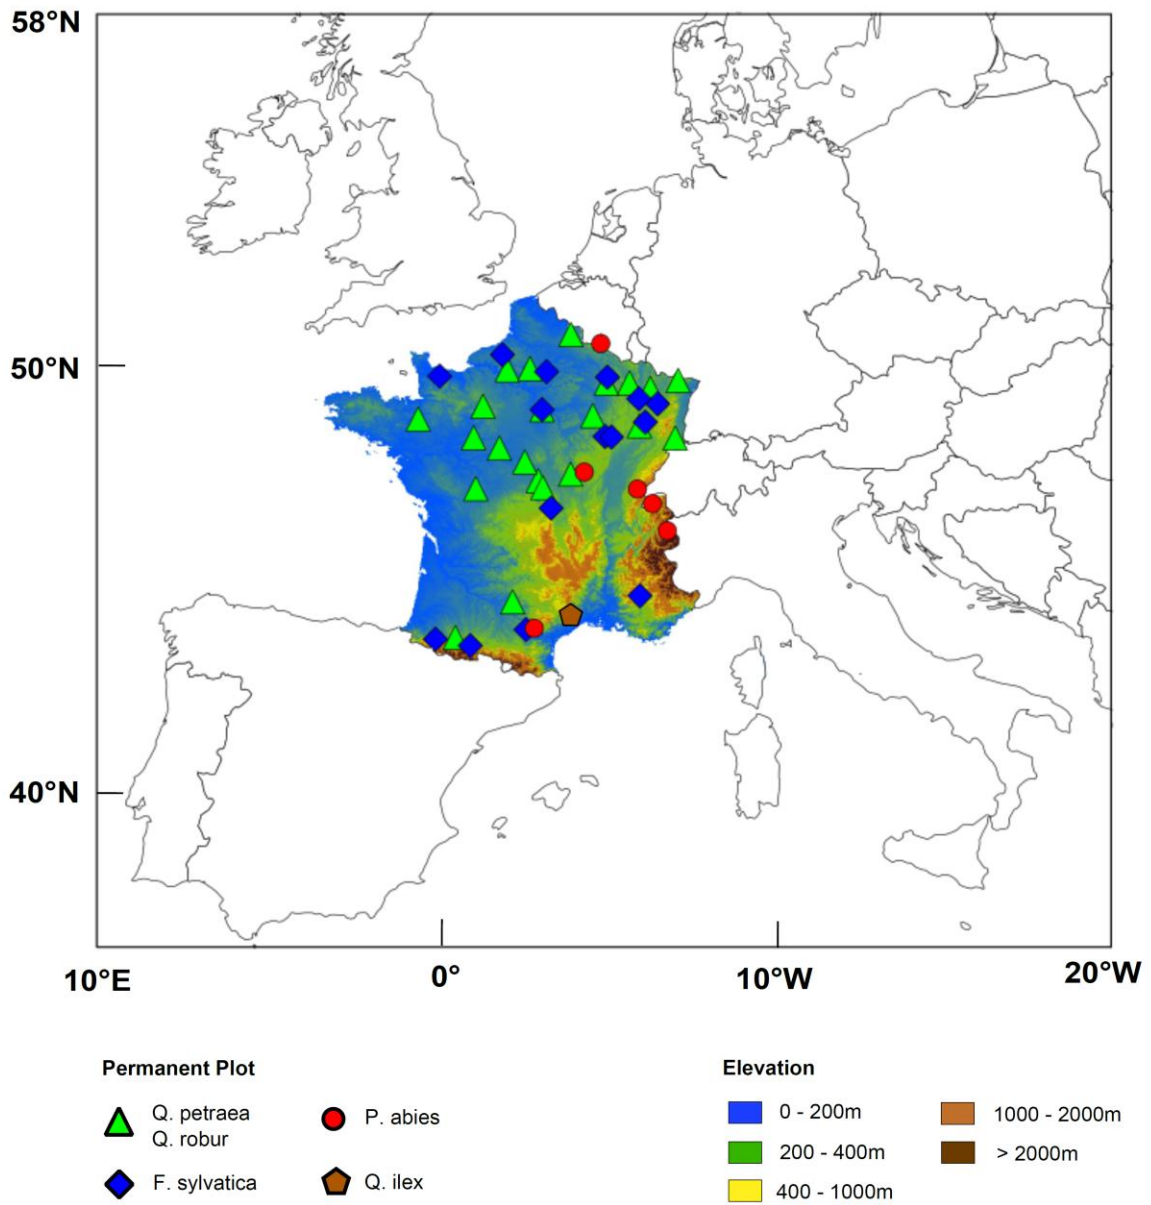 58°N
50°N
40°N
10°E
0°
10°W
20°W
Permanent Plot
Q. petraea
Q. robur
P. abies
F. sylvatica
Q. ilex
Elevation
0 - 200m
1000 - 2000m
200 - 400m
> 2000m
400 - 1000m